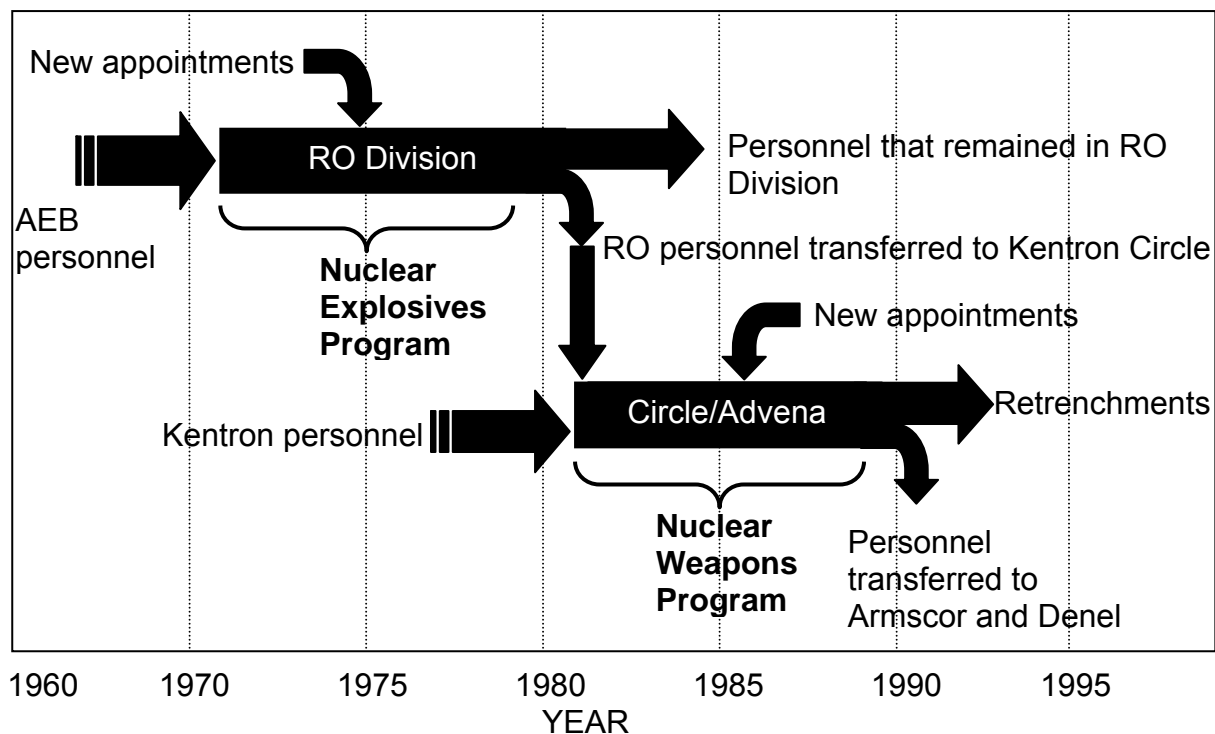 New appointments
RO Division
Personnel that remained in RO
Division
AEB
personnel
RO personnel transferred to Kentron Circle
Nuclear
Explosives
Program
New appointments
Circle/Advena
Retrenchments
Kentron personnel
Nuclear
Weapons
Program
Personnel
transferred to
Armscor and Denel
1960 1970 1975 1980 1985 1990 1995
YEAR